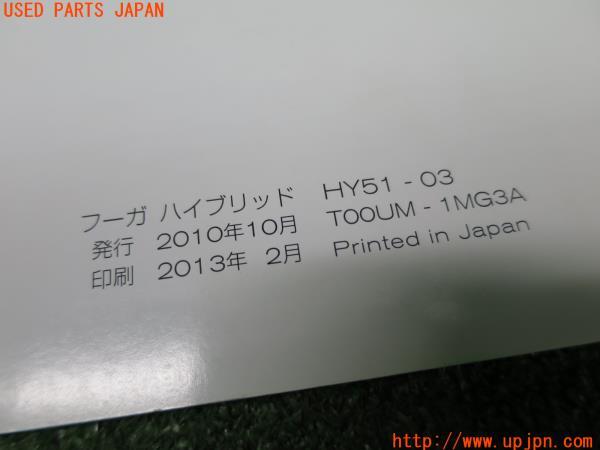 USED PARTS JAPAN
フーガ ハイブリッド HY51 - 03
発行 2010年10月 T00UM - 1MG3A
印刷 2013年 2月 Printed in Japan
http://www.upjpn.com/